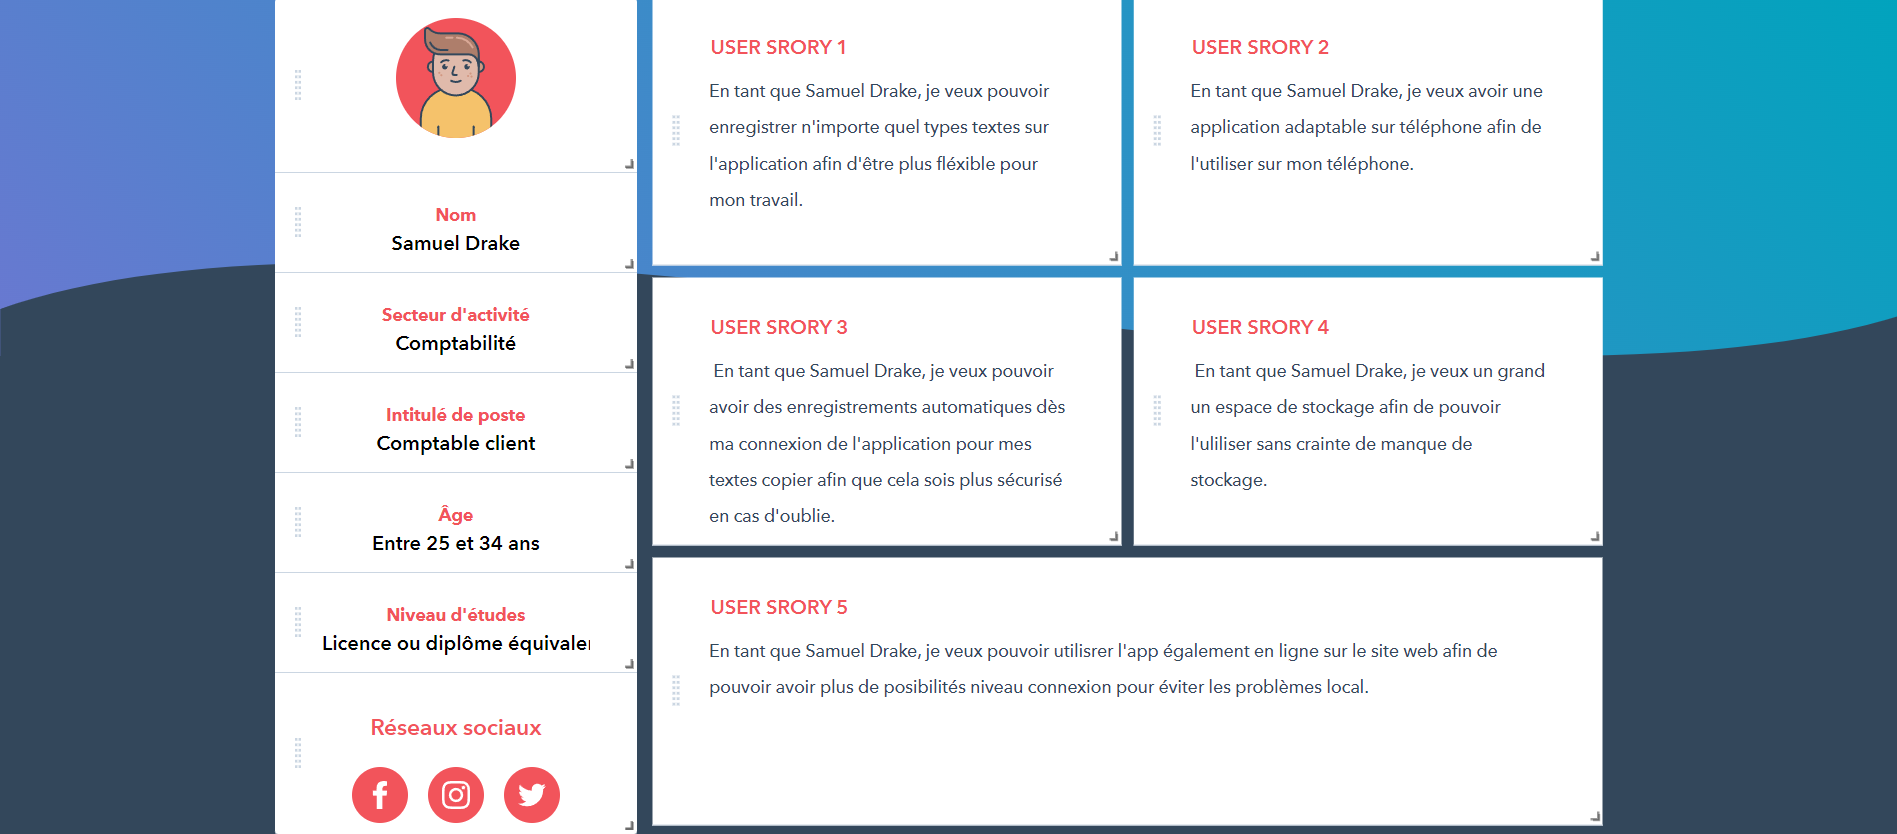 Nom
Samuel Drake
Secteur d'activité
Comptabilité
Intitulé de poste
Comptable client
Âge
Entre 25 et 34 ans
Niveau d'études
Licence ou diplôme équivaler
Réseaux sociaux
USER SRORY 1
En tant que Samuel Drake, je veux pouvoir
enregistrer n'importe quel types textes sur
l'application afin d'être plus fléxible pour
mon travail.
USER SRORY 2
En tant que Samuel Drake, je veux avoir une
application adaptable sur téléphone afin de
l'utiliser sur mon téléphone.
USER SRORY 3
En tant que Samuel Drake, je veux pouvoir
avoir des enregistrements automatiques dès
ma connexion de l'application pour mes
textes copier afin que cela sois plus sécurisé
en cas d'oublie.
USER SRORY 4
En tant que Samuel Drake, je veux un grand
un espace de stockage afin de pouvoir
l'uliliser sans crainte de manque de
stockage.
USER SRORY 5
En tant que Samuel Drake, je veux pouvoir utilisrer l'app également en ligne sur le site web afin de
pouvoir avoir plus de posibilités niveau connexion pour éviter les problèmes local.